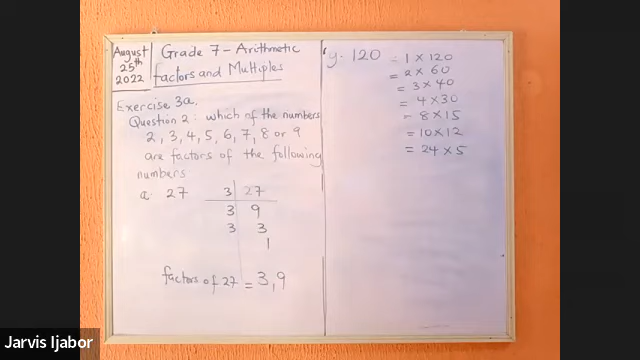 August
25th
2022
Grade 7 - Arithmetic
factors and Multiples
Exercise 3a.
Question 2: which of the numbers
2, 3, 4, 5, 6, 7, 8 or 9
are factors of the following
numbers:
a. 27
3 27
3 9
3 3
1
factors of 27 = 3, 9
y. 120 = 1 × 120
= 2 × 60
= 3 × 40
= 4 × 30
= 8 × 15
= 10 × 12
= 24 × 5
Jarvis Ijabor